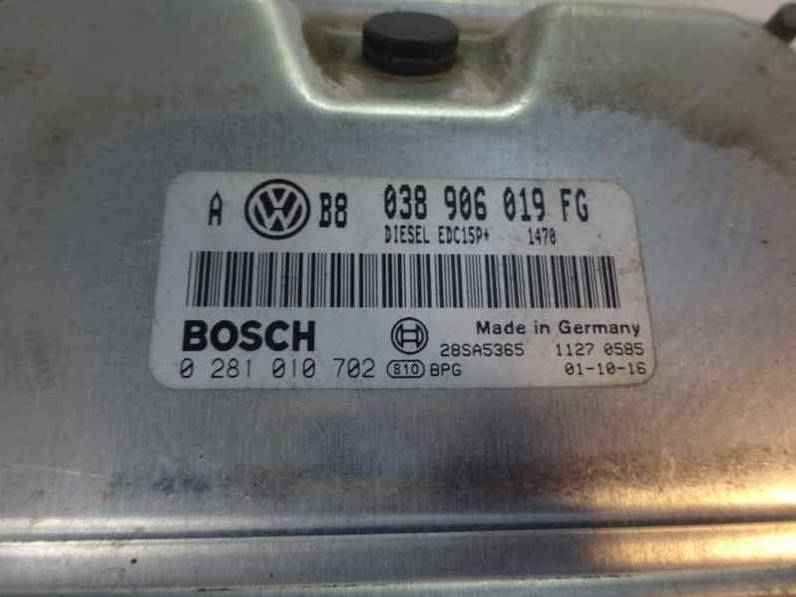 A VW B8 038 906 019 FG
DIESEL EDC15P+ 1470
BOSCH
Made in Germany
28SA5365 1127 0585
0 281 010 702 810 BPG 01-10-16